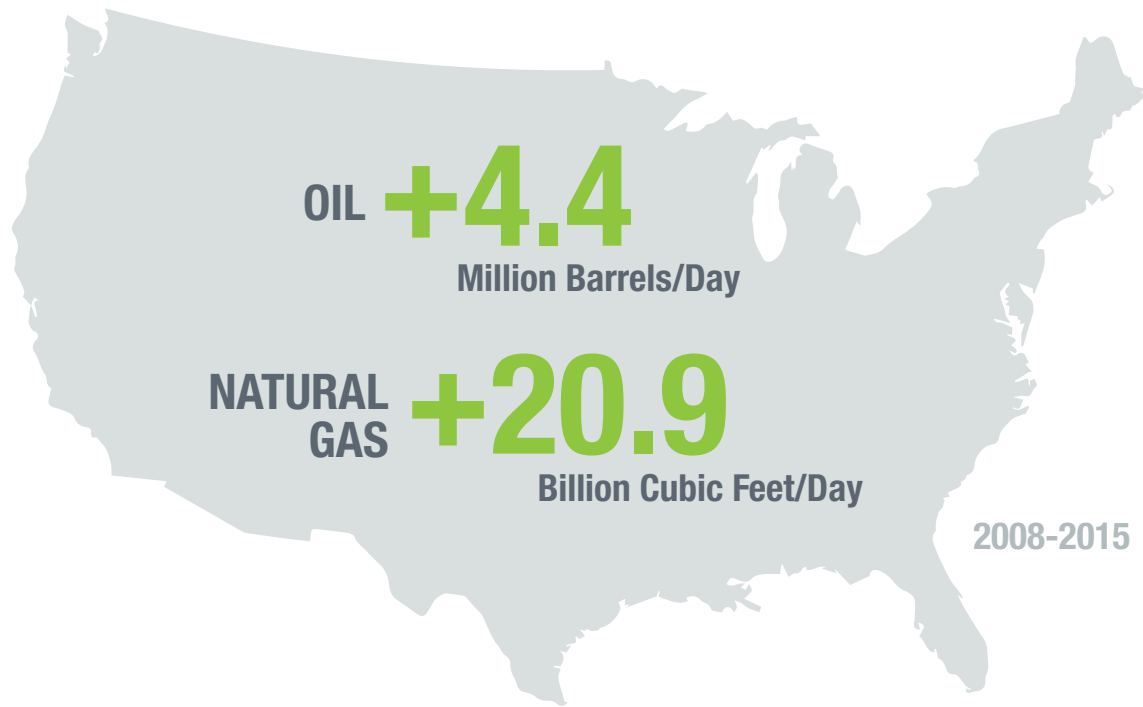 OIL +4.4
Million Barrels/Day
NATURAL
GAS +20.9
Billion Cubic Feet/Day
2008-2015